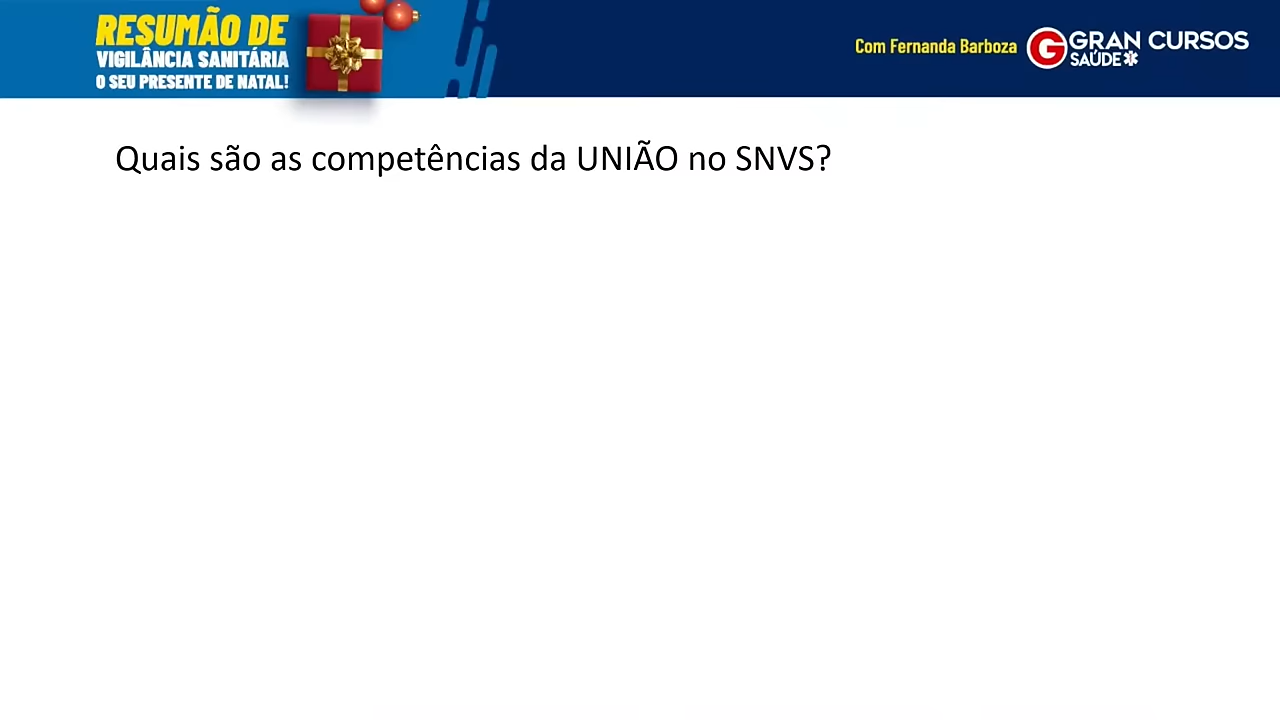 RESUMÃO DE
VIGILÂNCIA SANITÁRIA
O SEU PRESENTE DE NATAL!
Com Fernanda Barboza
GRAN CURSOS
SAÚDE
Quais são as competências da UNIÃO no SNVS?